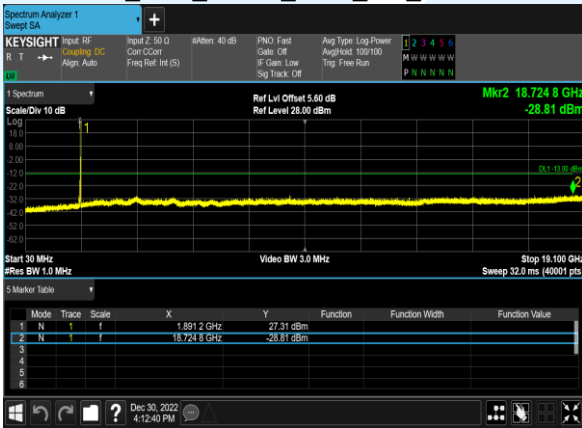 Spectrum Analyzer 1
Swept SA
+
KEYSIGHT Input: RF Input Z: 50 Ω #Atten: 40 dB PNO: Fast Avg Type: Log-Power 1 2 3 4 5 6
R T Coupling: DC Corr CCorr Gate: Off Avg|Hold: 100/100 M W W W W W
Align: Auto Freq Ref: Int (S) IF Gain: Low Trig: Free Run
LU Sig Track: Off P N N N N N
1 Spectrum Ref Lvl Offset 5.60 dB Mkr2 18.724 8 GHz
Scale/Div 10 dB Ref Level 28.00 dBm -28.81 dBm
Log
1
18.0
8.00
-2.00
-12.0 DL1 -13.00 dBm
-22.0 2
-32.0
-42.0
-52.0
-62.0
Start 30 MHz Video BW 3.0 MHz Stop 19.100 GHz
#Res BW 1.0 MHz Sweep 32.0 ms (40001 pts
5 Marker Table
Mode Trace Scale X Y Function Function Width Function Value
1 N 1 f 1.891 2 GHz 27.31 dBm
2 N 1 f 18.724 8 GHz -28.81 dBm
3
4
5
6
? Dec 30, 2022
4:12:40 PM